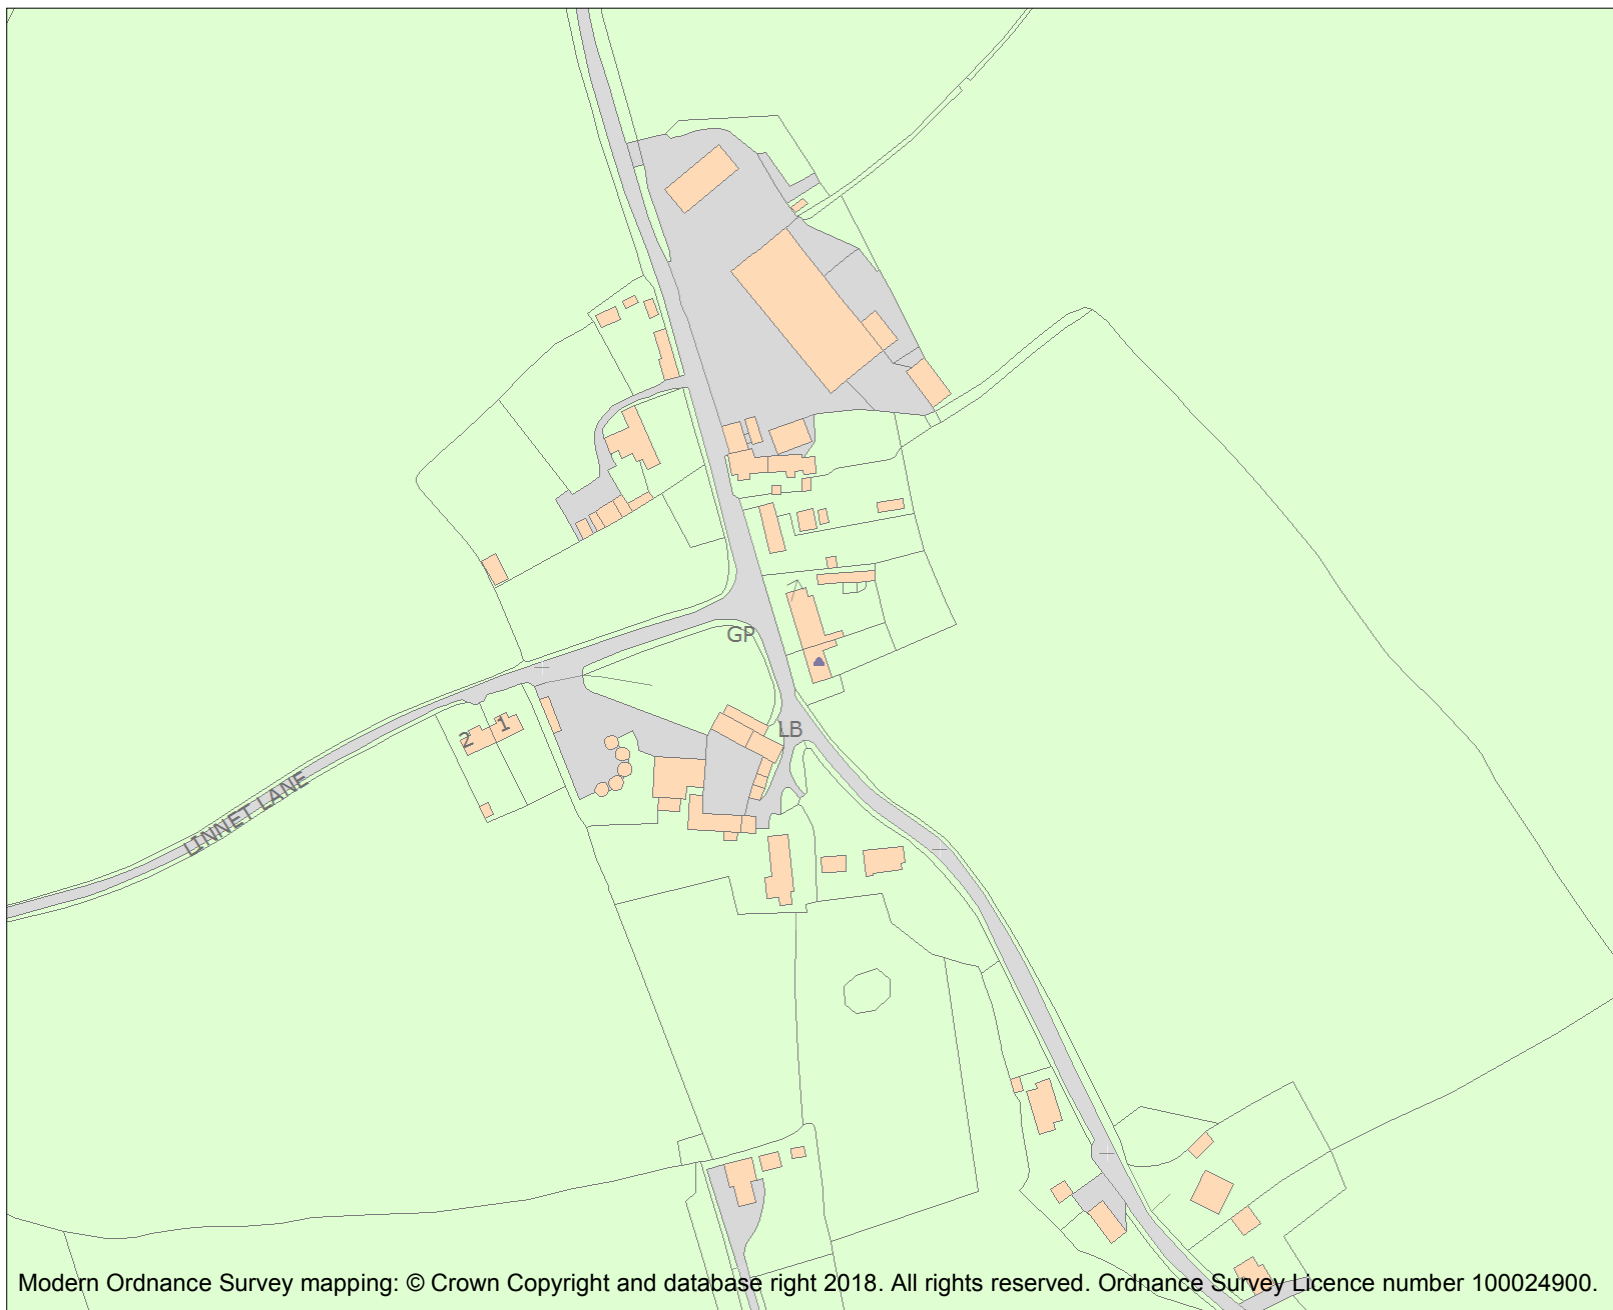 GP
LB
1
2
LINNET LANE
Modern Ordnance Survey mapping: © Crown Copyright and database right 2018. All rights reserved. Ordnance Survey Licence number 100024900.